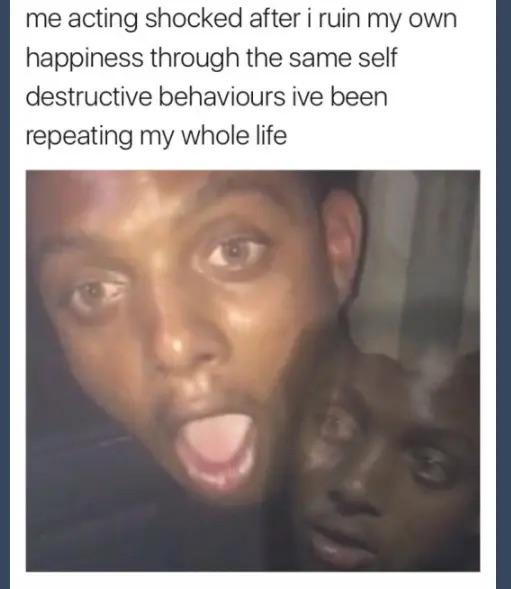 me acting shocked after i ruin my own
happiness through the same self
destructive behaviours ive been
repeating my whole life